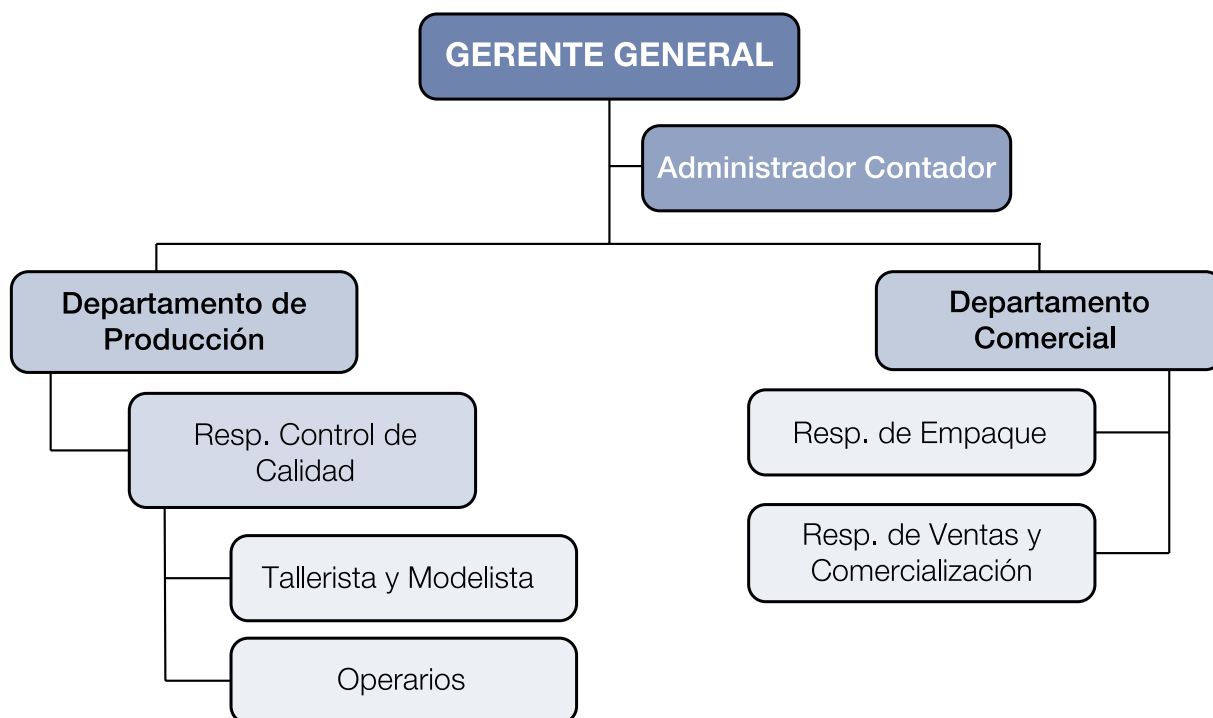 GERENTE GENERAL
Administrador Contador
Departamento de
Producción
Departamento
Comercial
Resp. Control de
Calidad
Resp. de Empaque
Tallerista y Modelista
Resp. de Ventas y
Comercialización
Operarios